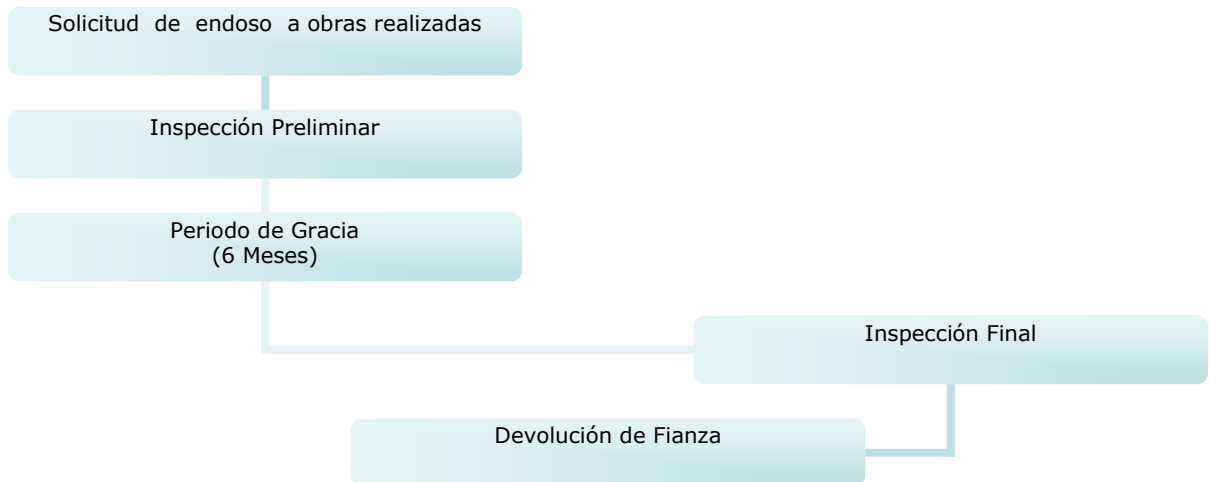 Solicitud de endoso a obras realizadas
Inspección Preliminar
Periodo de Gracia
(6 Meses)
Inspección Final
Devolución de Fianza